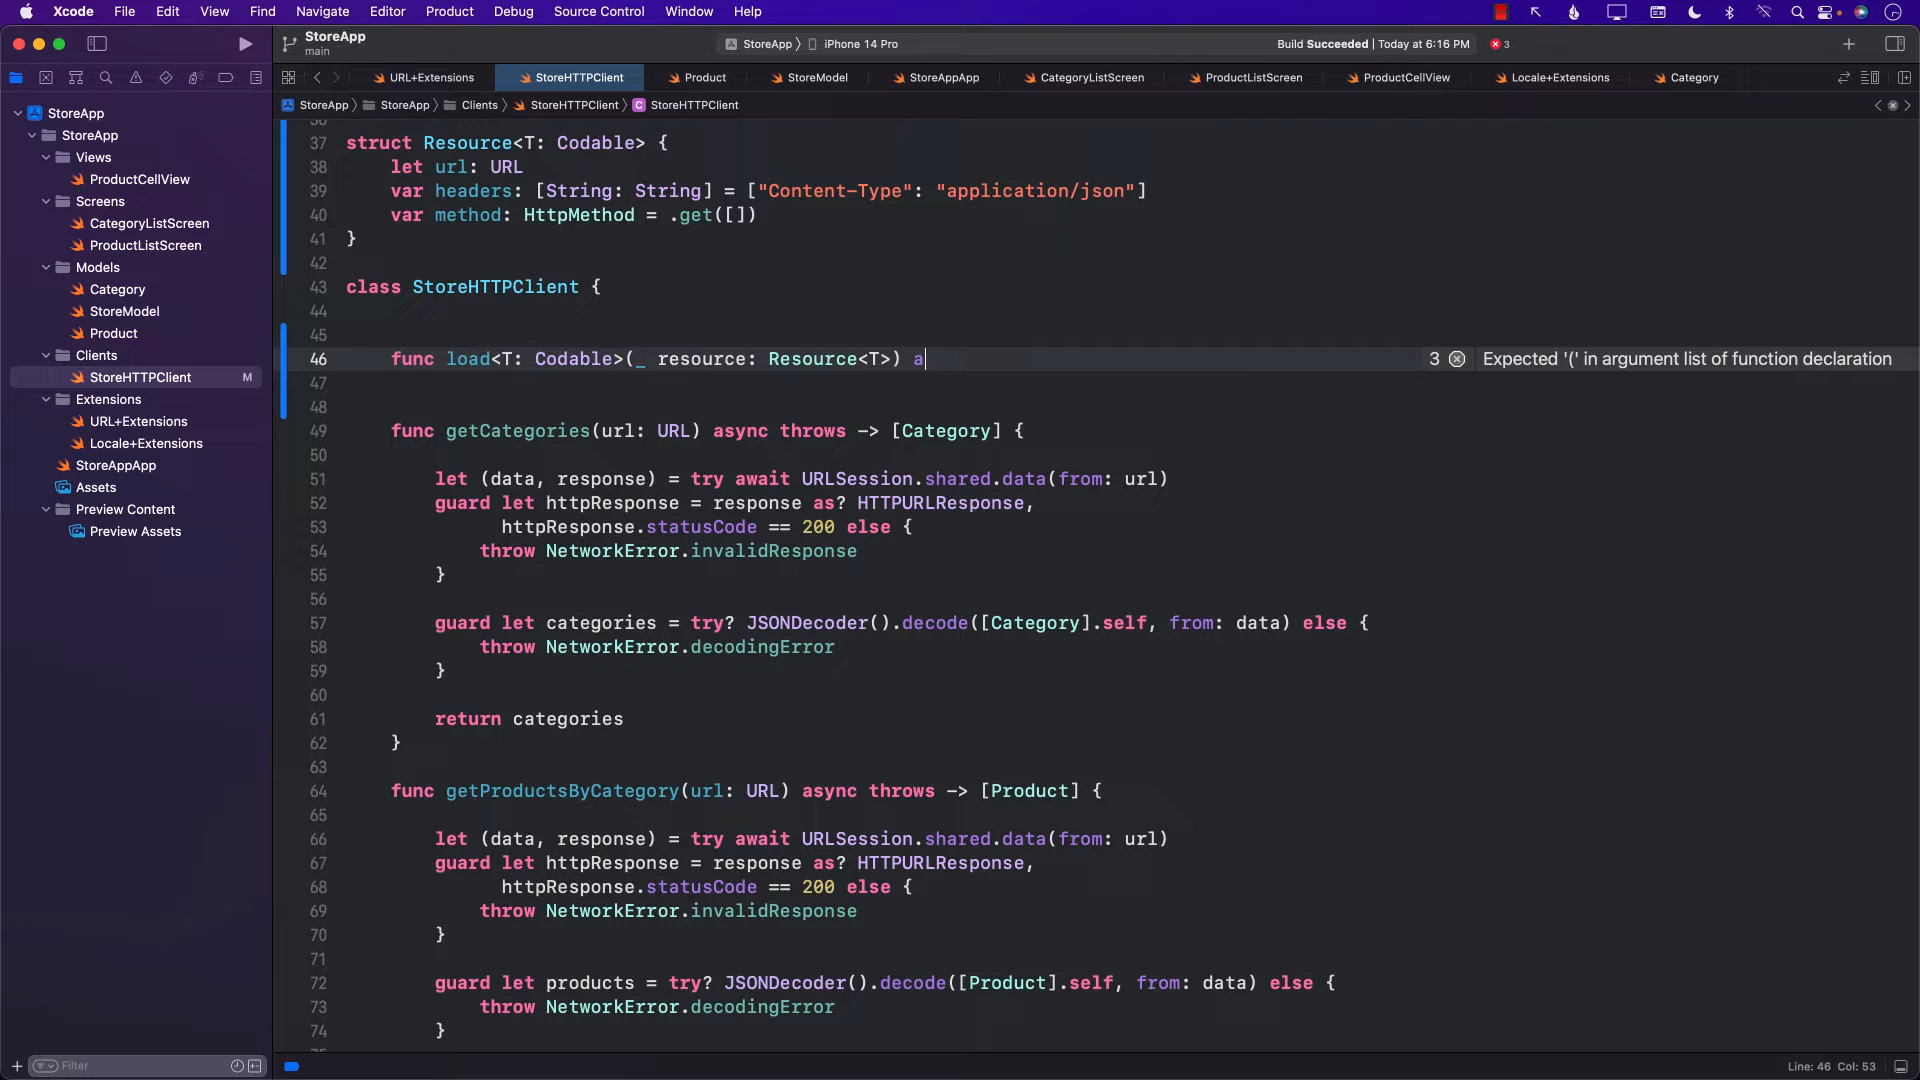 Xcode File Edit View Find Navigate Editor Product Debug Source Control Window Help
StoreApp
main
StoreApp 〉 iPhone 14 Pro
Build Succeeded | Today at 6:16 PM
3
URL+Extensions StoreHTTPClient Product StoreModel StoreAppApp CategoryListScreen ProductListScreen ProductCellView Locale+Extensions Category
StoreApp 〉 StoreApp 〉 Clients 〉 StoreHTTPClient 〉 C StoreHTTPClient
StoreApp
StoreApp
Views
ProductCellView
Screens
CategoryListScreen
ProductListScreen
Models
Category
StoreModel
Product
Clients
StoreHTTPClient M
Extensions
URL+Extensions
Locale+Extensions
StoreAppApp
Assets
Preview Content
Preview Assets
Filter
36
37 struct Resource<T: Codable> {
38 let url: URL
39 var headers: [String: String] = ["Content-Type": "application/json"]
40 var method: HttpMethod = .get([])
41 }
42
43 class StoreHTTPClient {
44
45
46 func load<T: Codable>(_ resource: Resource<T>) a
3 Expected '(' in argument list of function declaration
47
48
49 func getCategories(url: URL) async throws -> [Category] {
50
51 let (data, response) = try await URLSession.shared.data(from: url)
52 guard let httpResponse = response as? HTTPURLResponse,
53 httpResponse.statusCode == 200 else {
54 throw NetworkError.invalidResponse
55 }
56
57 guard let categories = try? JSONDecoder().decode([Category].self, from: data) else {
58 throw NetworkError.decodingError
59 }
60
61 return categories
62 }
63
64 func getProductsByCategory(url: URL) async throws -> [Product] {
65
66 let (data, response) = try await URLSession.shared.data(from: url)
67 guard let httpResponse = response as? HTTPURLResponse,
68 httpResponse.statusCode == 200 else {
69 throw NetworkError.invalidResponse
70 }
71
72 guard let products = try? JSONDecoder().decode([Product].self, from: data) else {
73 throw NetworkError.decodingError
74 }
Line: 46 Col: 53